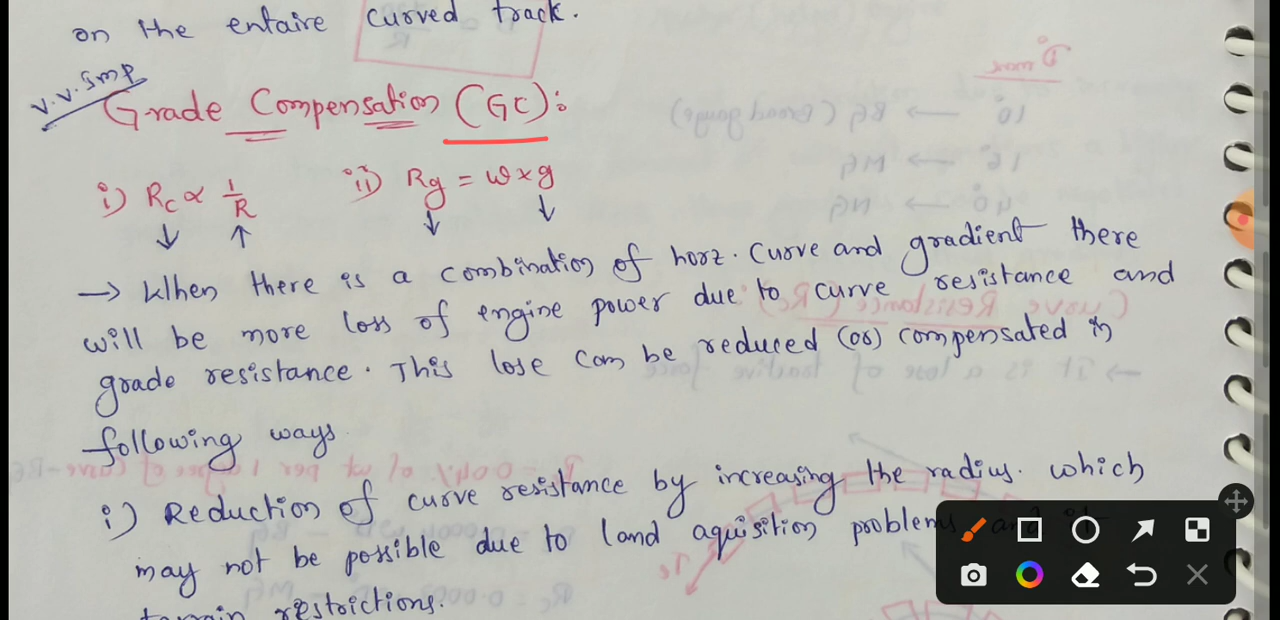 on the entaire curved track.
V.V.Imp
Grade Compensation (GC):
i) Rc ∝ 1/R ii) Rg = w×g
→ When there is a combination of horz. Curve and gradient there
will be more loss of engine power due to curve resistance and
grade resistance. This lose can be reduced (or) compensated in
following ways
i) Reduction of curve resistance by increasing the radius. which
may not be possible due to land aquisition problems
terrain restrictions.